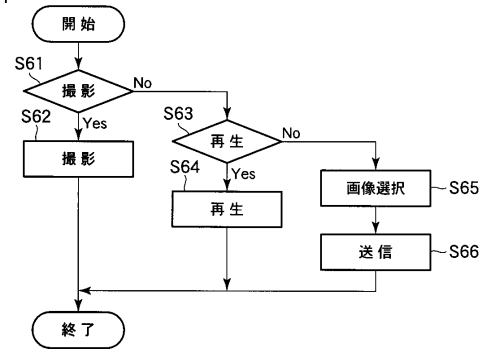 開始
S61
撮影
No
Yes
S62
撮影
S63
再生
No
Yes
S64
再生
画像選択
S65
送信
S66
終了